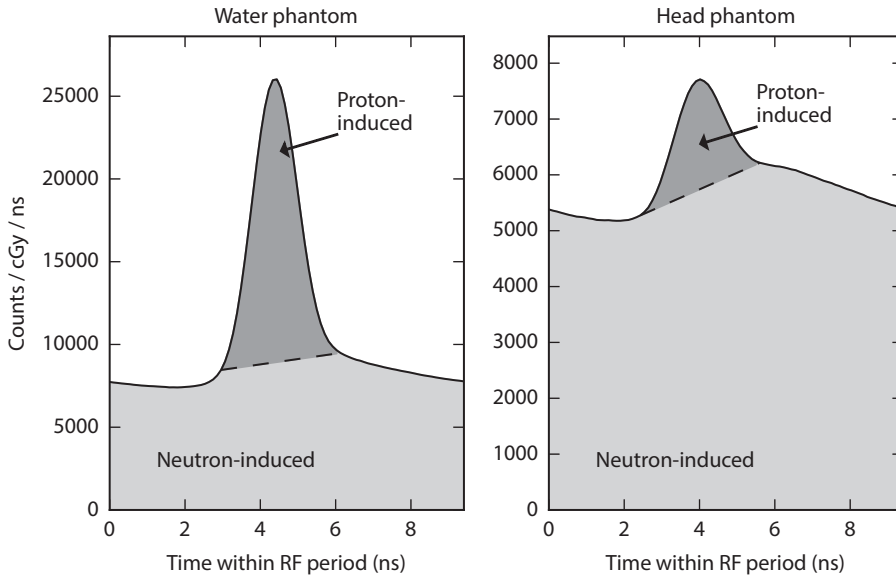 Water phantom
Counts / cGy / ns
25000
20000
15000
10000
5000
0
Proton-
induced
Neutron-induced
0 2 4 6 8
Time within RF period (ns)
Head phantom
8000
7000
6000
5000
4000
3000
2000
1000
0
Proton-
induced
Neutron-induced
0 2 4 6 8
Time within RF period (ns)